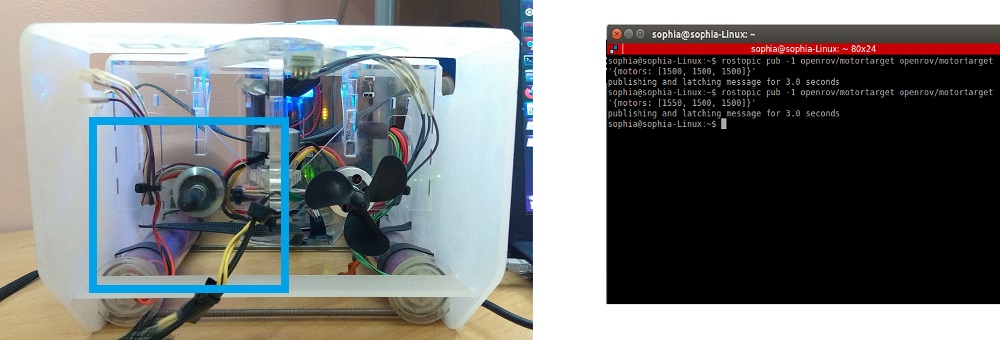 sophia@sophia-Linux: ~
sophia@sophia-Linux: ~ 80x24
sophia@sophia-Linux:~$ rostopic pub -1 openrov/motortarget openrov/motortarget
'{motors: [1500, 1500, 1500]}'
publishing and latching message for 3.0 seconds
sophia@sophia-Linux:~$ rostopic pub -1 openrov/motortarget openrov/motortarget
'{motors: [1550, 1500, 1500]}'
publishing and latching message for 3.0 seconds
sophia@sophia-Linux:~$